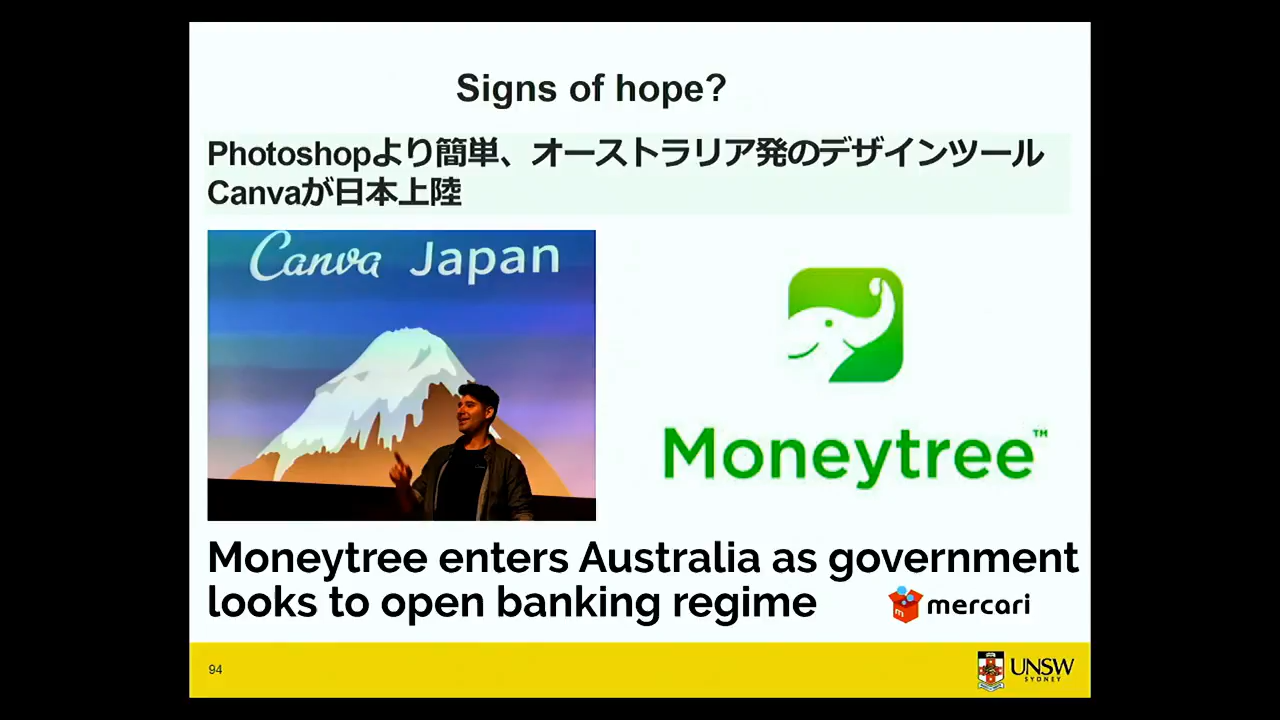 Signs of hope?
Photoshopより簡単、オーストラリア発のデザインツール
Canvaが日本上陸
Canva Japan
Moneytree™
Moneytree enters Australia as government
looks to open banking regime
m
mercari
94
UNSW
SYDNEY